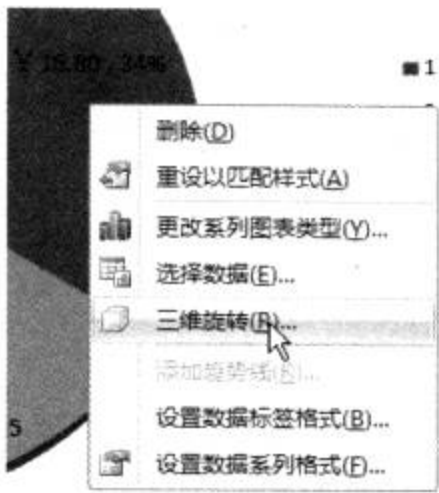 ¥ 16.80 , 34%
1
删除(D)
重设以匹配样式(A)
更改系列图表类型(Y)...
选择数据(E)...
三维旋转(R)...
添加趋势线(R)...
5
设置数据标签格式(B)...
设置数据系列格式(F)...